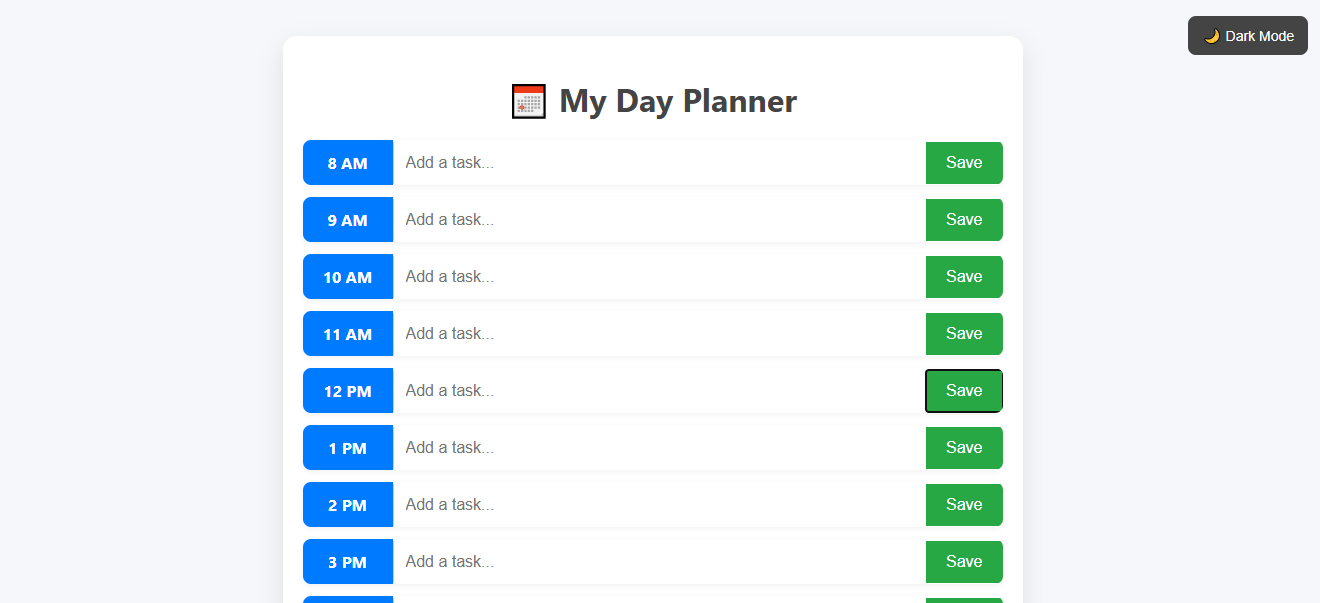 🌙 Dark Mode
📅 My Day Planner
8 AM Add a task... Save
9 AM Add a task... Save
10 AM Add a task... Save
11 AM Add a task... Save
12 PM Add a task... Save
1 PM Add a task... Save
2 PM Add a task... Save
3 PM Add a task... Save